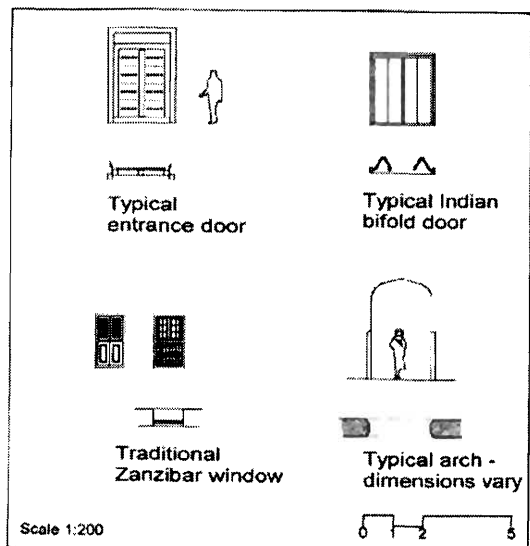 Typical
entrance door
Typical Indian
bifold door
Traditional
Zanzibar window
Typical arch -
dimensions vary
Scale 1:200
0 1 2 5